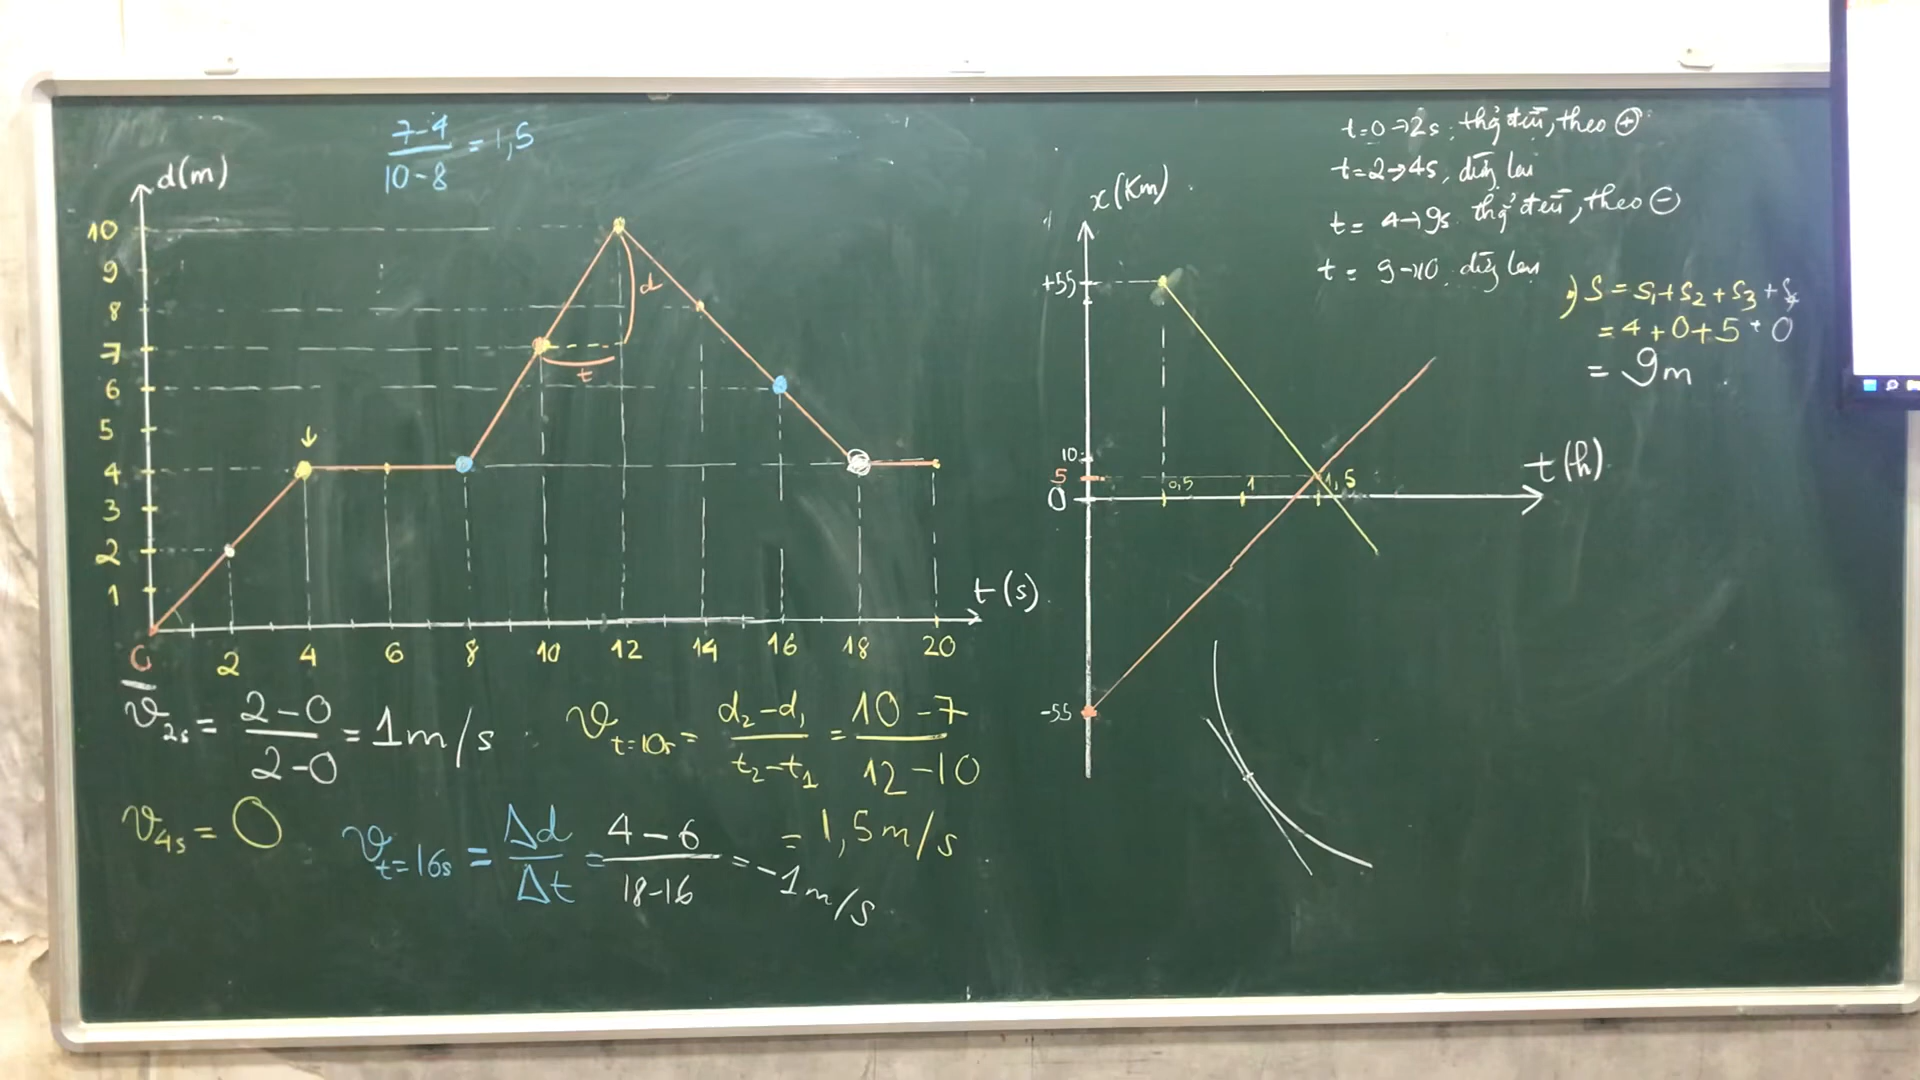 7-4/10-8 = 1,5
d(m)
10
9
8
7
6
5
4
3
2
1
0
d
t
t(s)
2 4 6 8 10 12 14 16 18 20
v2s = 2-0/2-0 = 1m/s
v t=10s = d2-d1/t2-t1 = 10-7/12-10
= 1,5m/s
v4s = 0
v t=16s = Δd/Δt = 4-6/18-16 = -1m/s
x(Km)
+55
10
5
0
-55
0,5 1 1,5
t(h)
t=0→2s, thg̉ đều, theo ⊕
t=2→4s, dừng lại
t= 4→9s thg̉ đều, theo ⊖
t= 9→10 dừng lại
S = S1+S2+S3+S4
= 4+0+5+0
= 9m